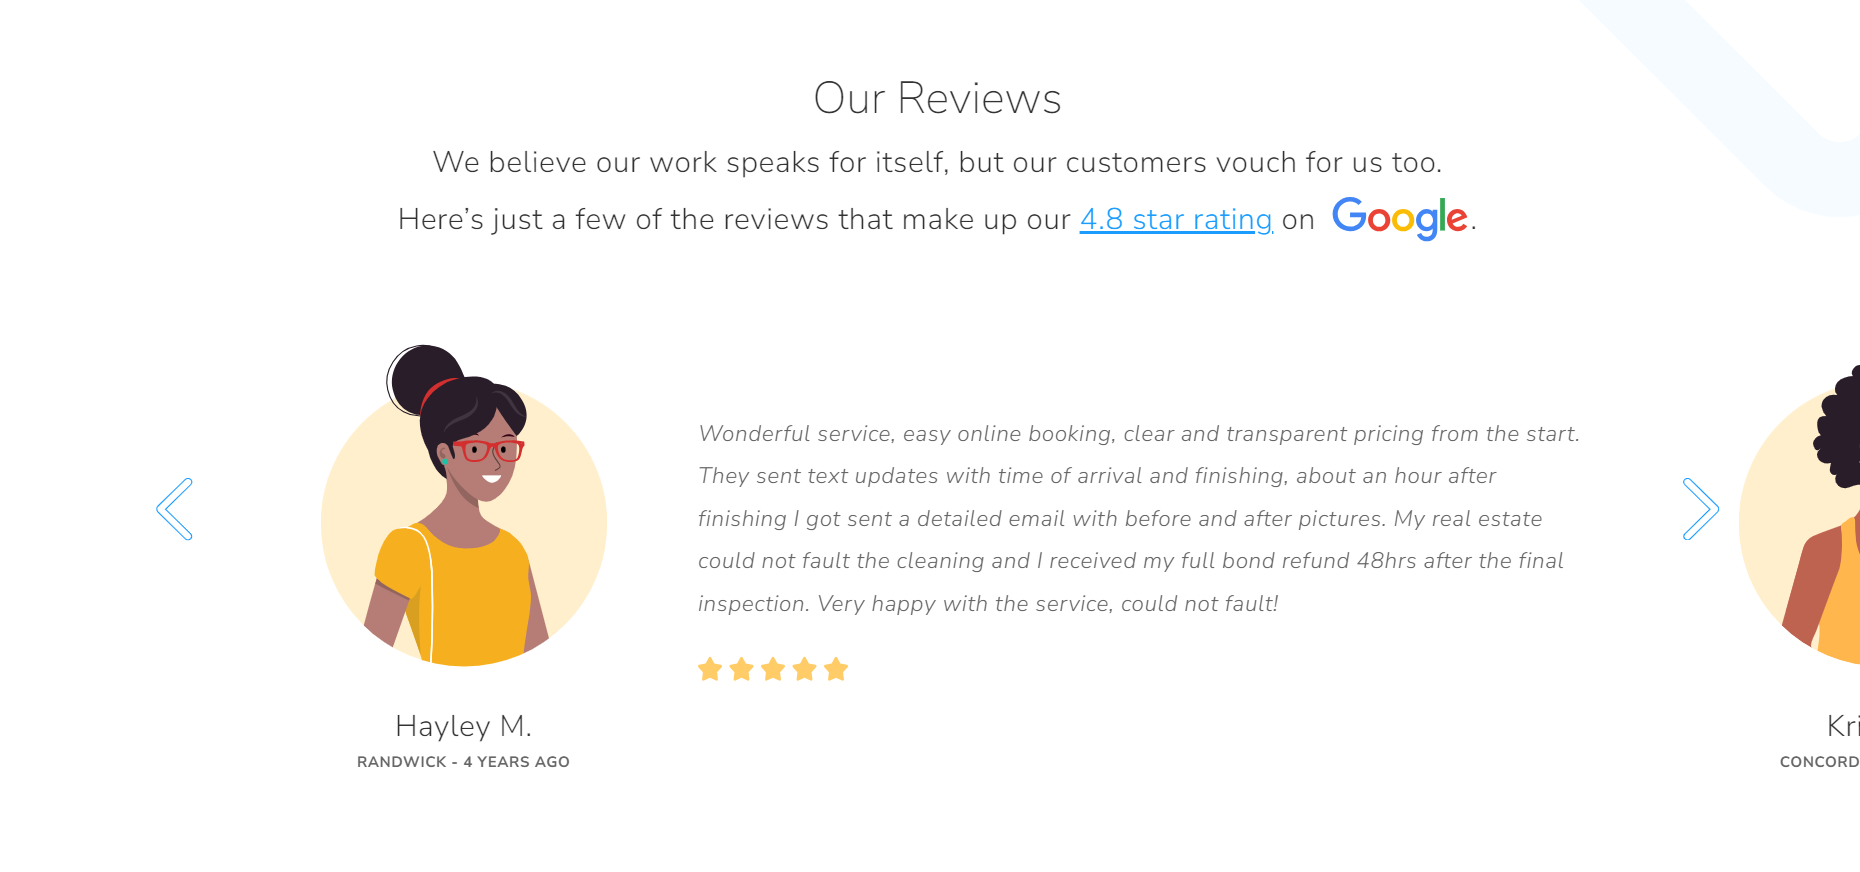 Our Reviews
We believe our work speaks for itself, but our customers vouch for us too.
Here’s just a few of the reviews that make up our 4.8 star rating on Google.
Wonderful service, easy online booking, clear and transparent pricing from the start.
They sent text updates with time of arrival and finishing, about an hour after
finishing I got sent a detailed email with before and after pictures. My real estate
could not fault the cleaning and I received my full bond refund 48hrs after the final
inspection. Very happy with the service, could not fault!
Hayley M.
RANDWICK - 4 YEARS AGO